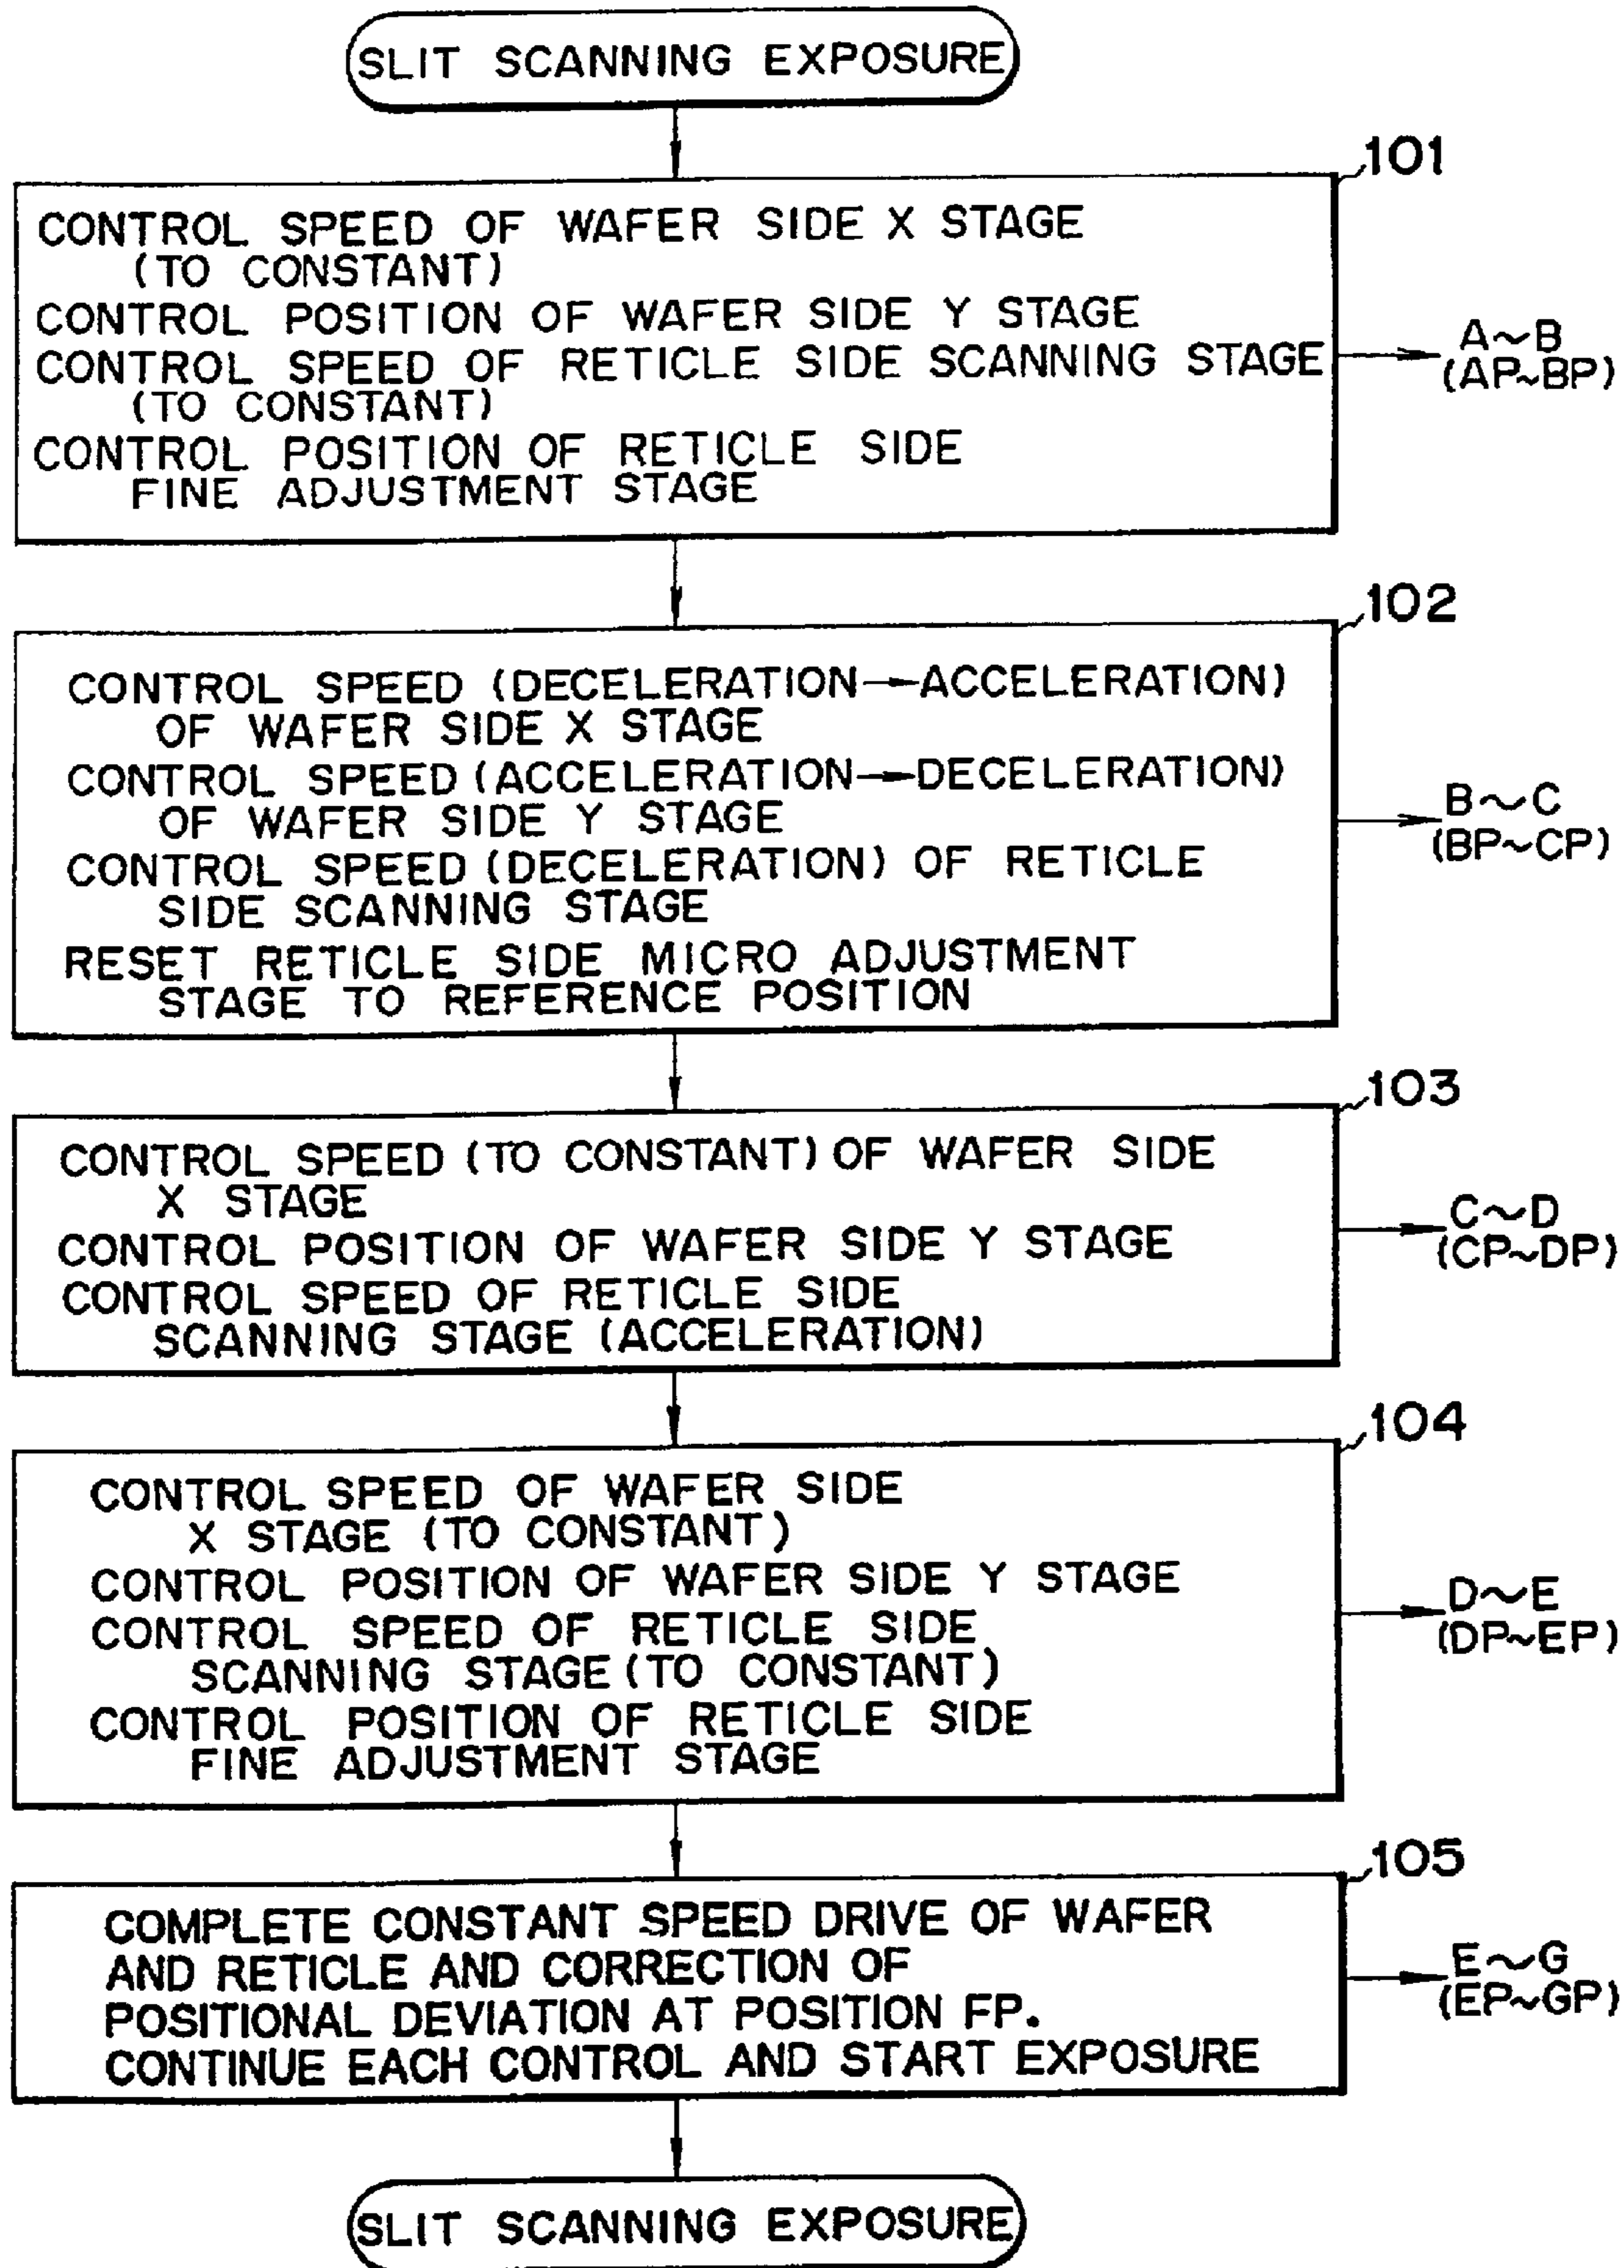 SLIT SCANNING EXPOSURE
101
CONTROL SPEED OF WAFER SIDE X STAGE
(TO CONSTANT)
CONTROL POSITION OF WAFER SIDE Y STAGE
CONTROL SPEED OF RETICLE SIDE SCANNING STAGE
(TO CONSTANT)
CONTROL POSITION OF RETICLE SIDE
FINE ADJUSTMENT STAGE
A~B
(AP~BP)
102
CONTROL SPEED (DECELERATION→ACCELERATION)
OF WAFER SIDE X STAGE
CONTROL SPEED (ACCELERATION→DECELERATION)
OF WAFER SIDE Y STAGE
CONTROL SPEED (DECELERATION) OF RETICLE
SIDE SCANNING STAGE
RESET RETICLE SIDE MICRO ADJUSTMENT
STAGE TO REFERENCE POSITION
B~C
(BP~CP)
103
CONTROL SPEED (TO CONSTANT) OF WAFER SIDE
X STAGE
CONTROL POSITION OF WAFER SIDE Y STAGE
CONTROL SPEED OF RETICLE SIDE
SCANNING STAGE (ACCELERATION)
C~D
(CP~DP)
104
CONTROL SPEED OF WAFER SIDE
X STAGE (TO CONSTANT)
CONTROL POSITION OF WAFER SIDE Y STAGE
CONTROL SPEED OF RETICLE SIDE
SCANNING STAGE (TO CONSTANT)
CONTROL POSITION OF RETICLE SIDE
FINE ADJUSTMENT STAGE
D~E
(DP~EP)
105
COMPLETE CONSTANT SPEED DRIVE OF WAFER
AND RETICLE AND CORRECTION OF
POSITIONAL DEVIATION AT POSITION FP.
CONTINUE EACH CONTROL AND START EXPOSURE
E~G
(EP~GP)
SLIT SCANNING EXPOSURE